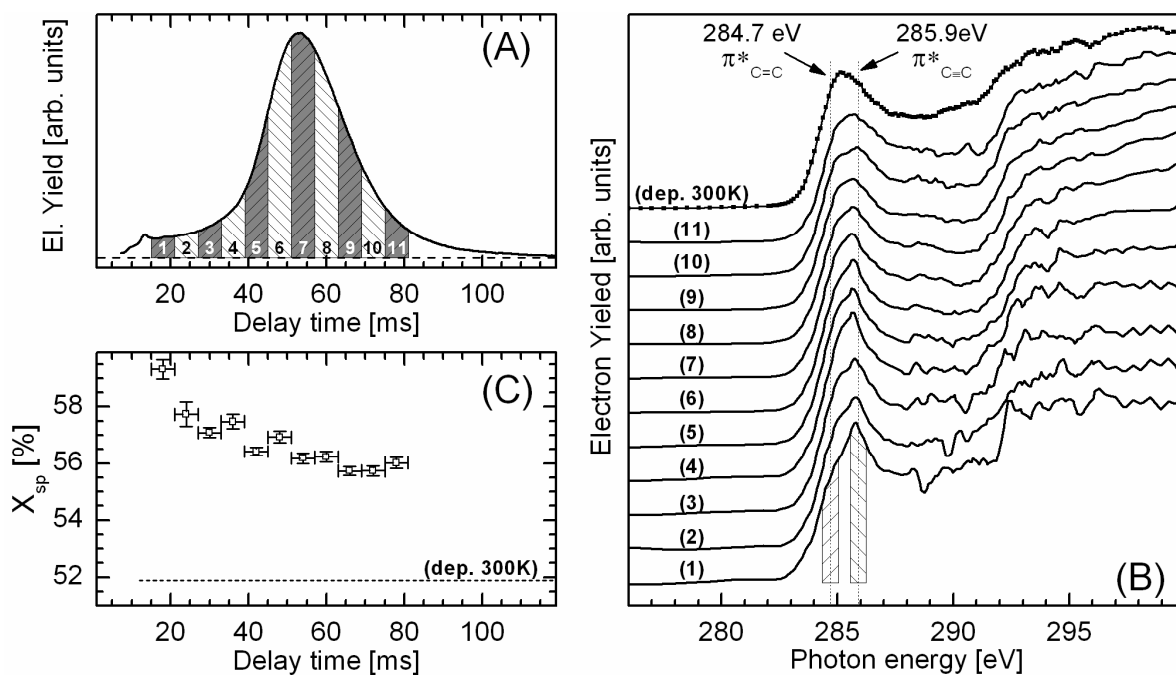 (A)
El. Yield [arb. units]
1 2 3 4 5 6 7 8 9 10 11
20 40 60 80 100
Delay time [ms]
(C)
X_sp [%]
58
56
54
52
(dep. 300K)
20 40 60 80 100
Delay time [ms]
284.7 eV
π*C=C
285.9eV
π*C≡C
Electron Yieled [arb. units]
(dep. 300K)
(11)
(10)
(9)
(8)
(7)
(6)
(5)
(4)
(3)
(2)
(1)
(B)
280 285 290 295
Photon energy [eV]